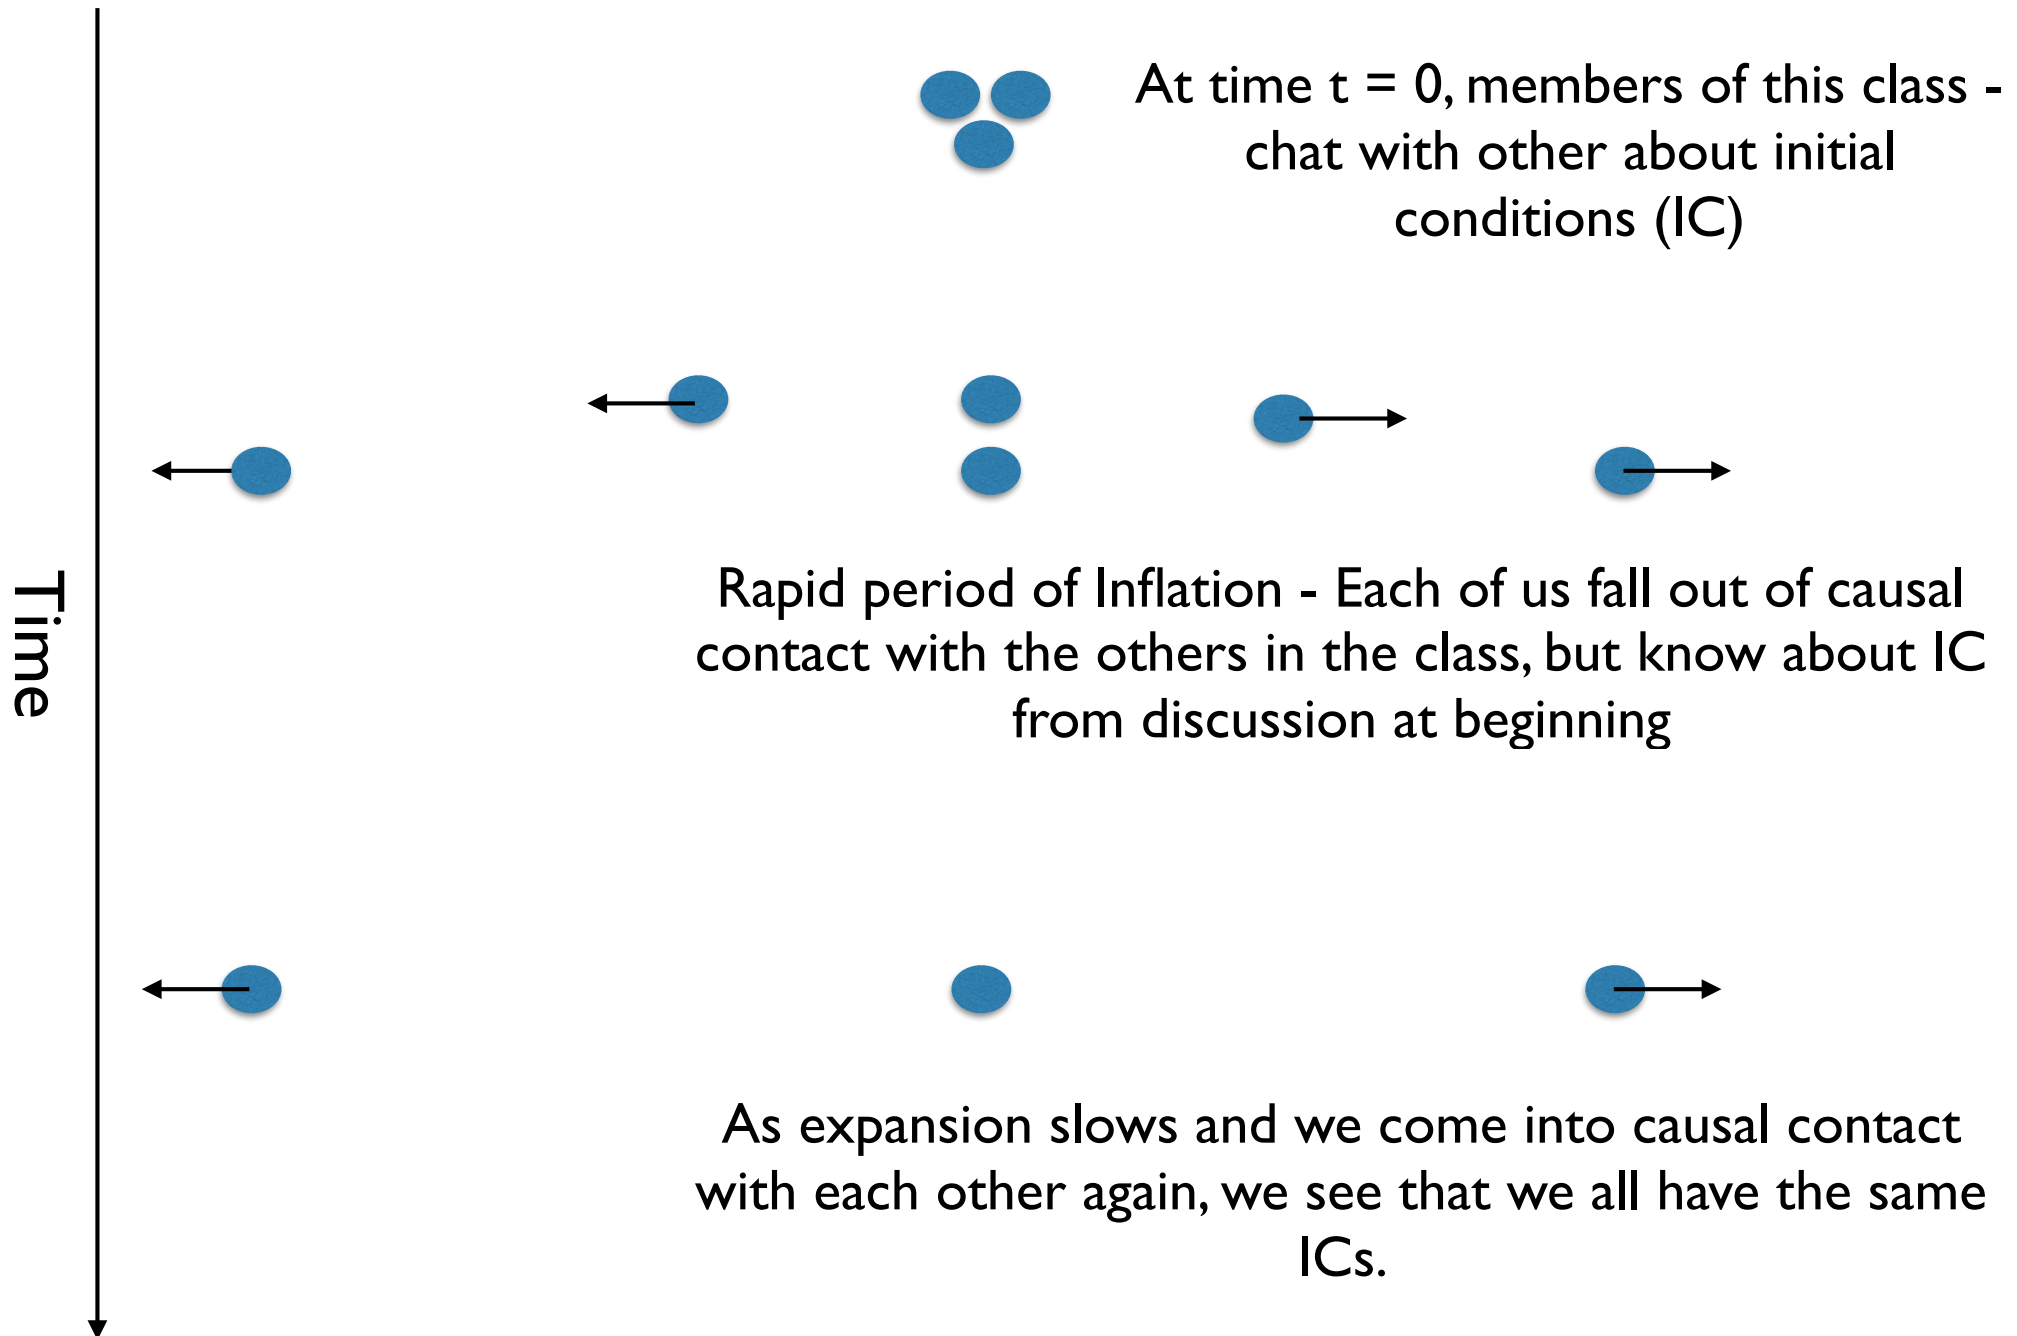 At time t = 0, members of this class -
chat with other about initial
conditions (IC)
Time
Rapid period of Inflation - Each of us fall out of causal
contact with the others in the class, but know about IC
from discussion at beginning
As expansion slows and we come into causal contact
with each other again, we see that we all have the same
ICs.